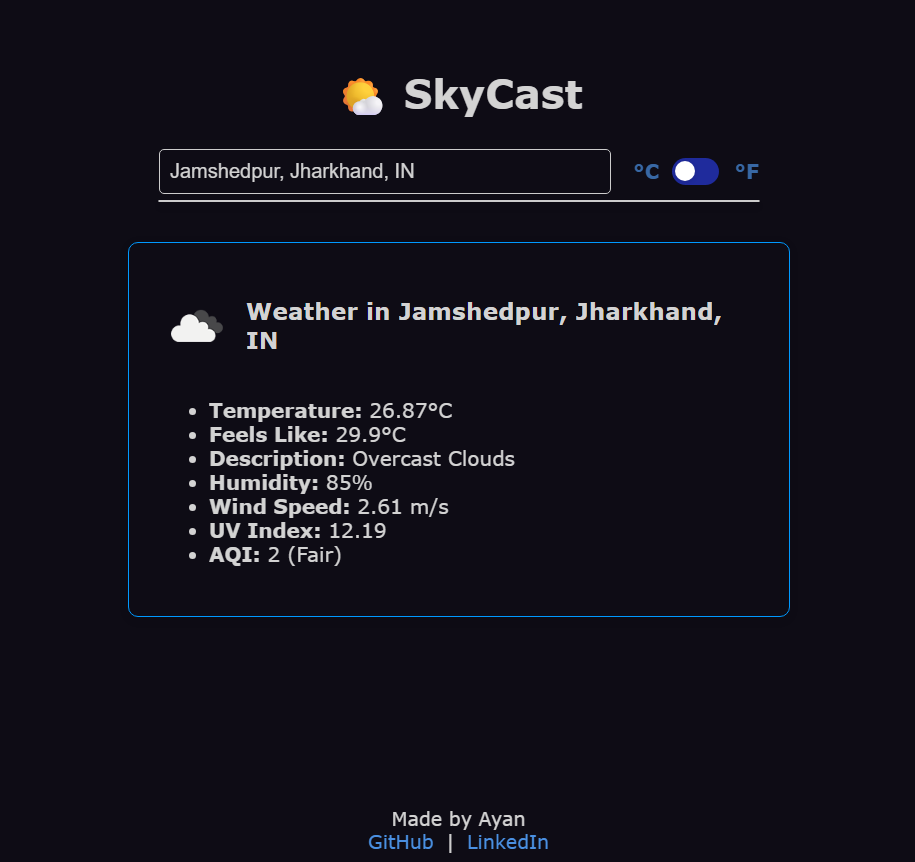 SkyCast
Jamshedpur, Jharkhand, IN
°C °F
Weather in Jamshedpur, Jharkhand,
IN
• Temperature: 26.87°C
• Feels Like: 29.9°C
• Description: Overcast Clouds
• Humidity: 85%
• Wind Speed: 2.61 m/s
• UV Index: 12.19
• AQI: 2 (Fair)
Made by Ayan
GitHub | LinkedIn